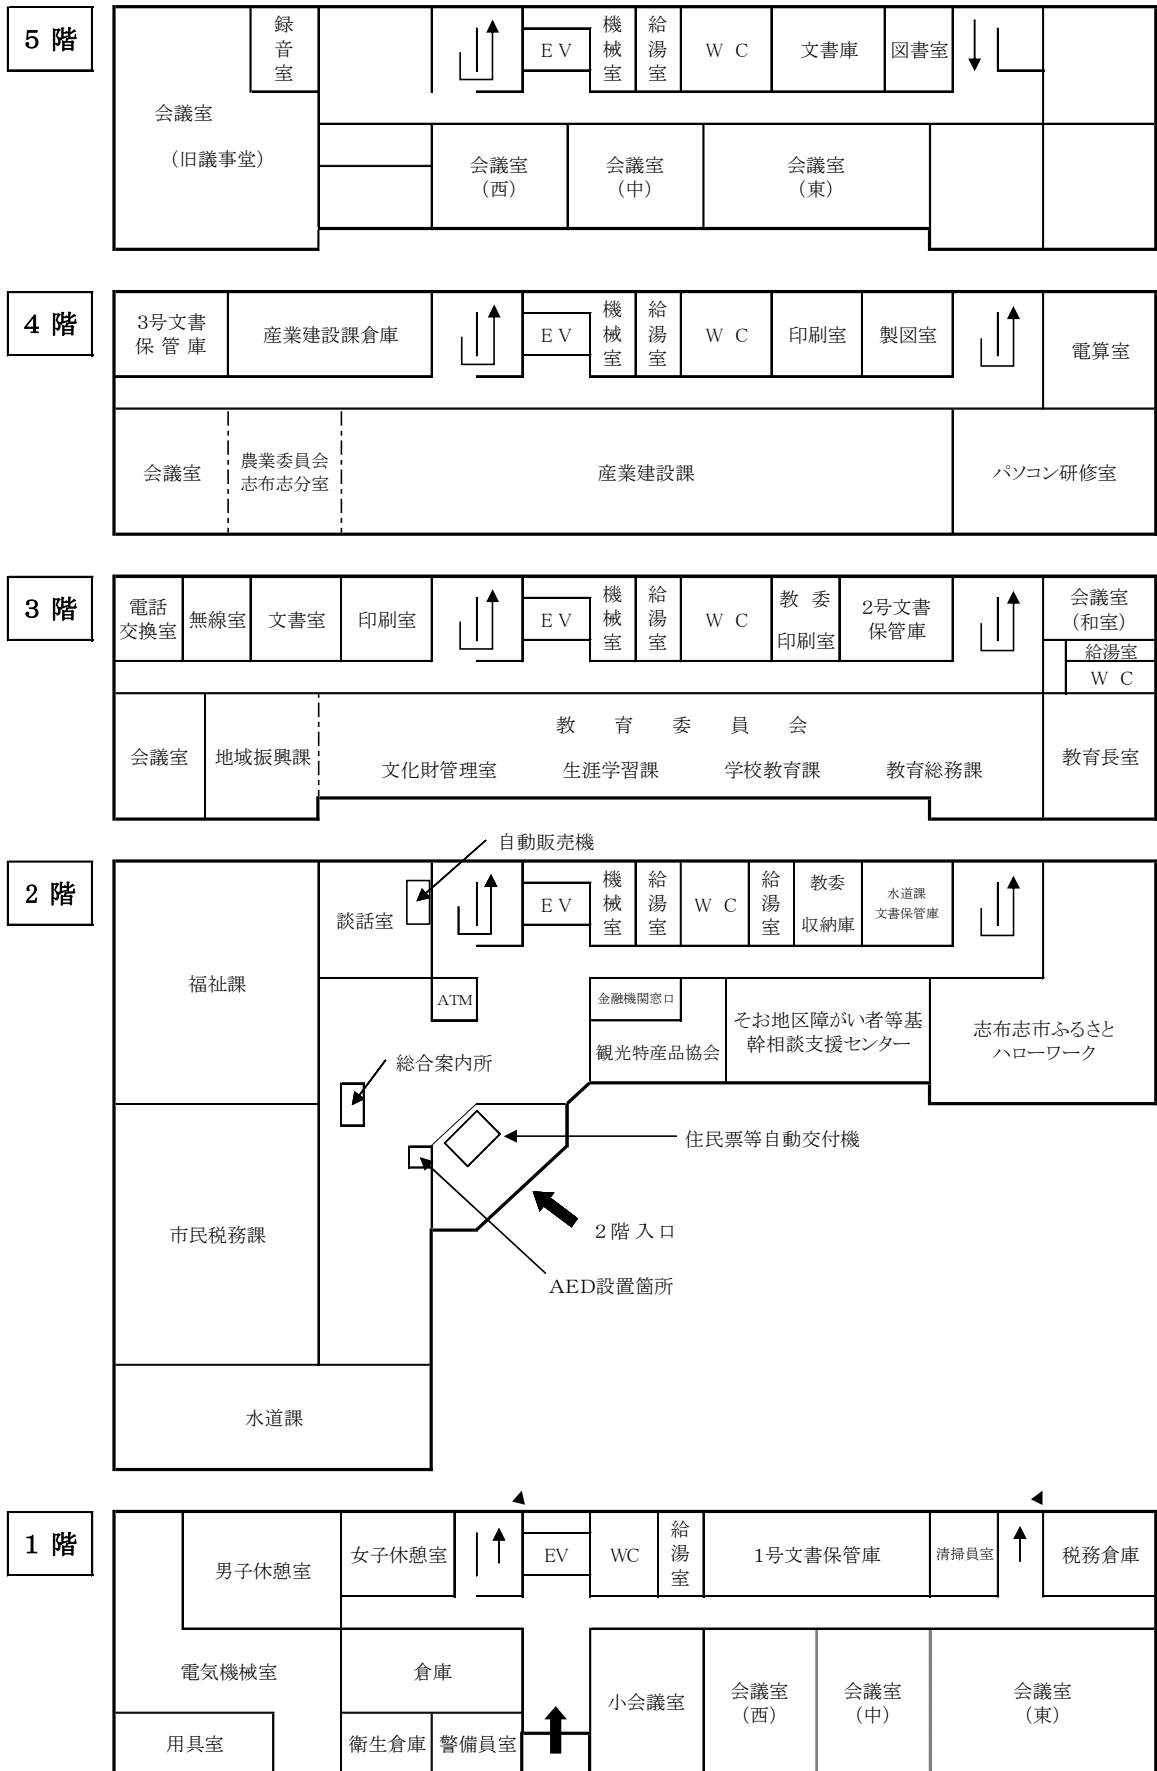 5 階
録音室
E V
機械室
給湯室
W C
文書庫
図書室
会議室
（旧議事堂）
会議室
（西）
会議室
（中）
会議室
（東）
4 階
3号文書
保 管 庫
産業建設課倉庫
E V
機械室
給湯室
W C
印刷室
製図室
電算室
会議室
農業委員会
志布志分室
産業建設課
パソコン研修室
3 階
電話
交換室
無線室
文書室
印刷室
E V
機械室
給湯室
W C
教 委
印刷室
2号文書
保管庫
会議室
（和室）
給湯室
W C
会議室
地域振興課
教 育 委 員 会
文化財管理室
生涯学習課
学校教育課
教育総務課
教育長室
自動販売機
2 階
談話室
E V
機械室
給湯室
W C
給湯室
教委
収納庫
水道課
文書保管庫
福祉課
ATM
金融機関窓口
観光特産品協会
そお地区障がい者等基
幹相談支援センター
志布志市ふるさと
ハローワーク
総合案内所
住民票等自動交付機
市民税務課
2階 入 口
AED設置箇所
水道課
1 階
男子休憩室
女子休憩室
EV
WC
給湯室
1号文書保管庫
清掃員室
税務倉庫
電気機械室
倉庫
小会議室
会議室
（西）
会議室
（中）
会議室
（東）
用具室
衛生倉庫
警備員室